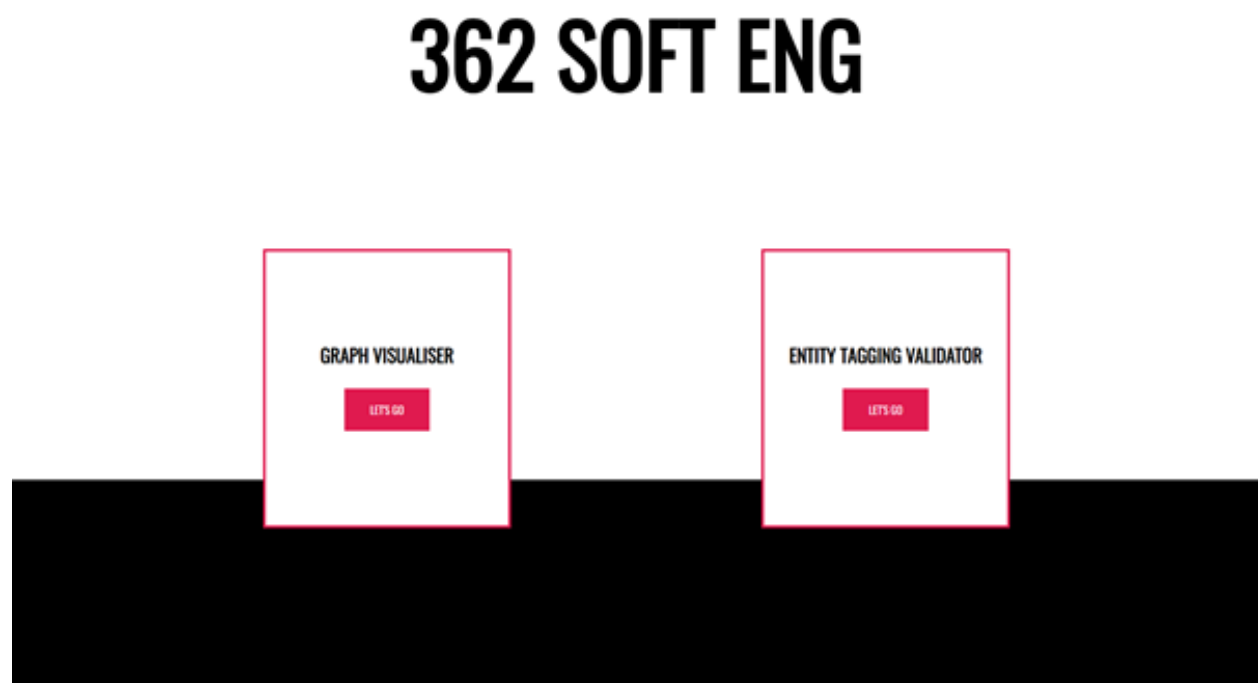 362 SOFT ENG
GRAPH VISUALISER
LET'S GO
ENTITY TAGGING VALIDATOR
LET'S GO